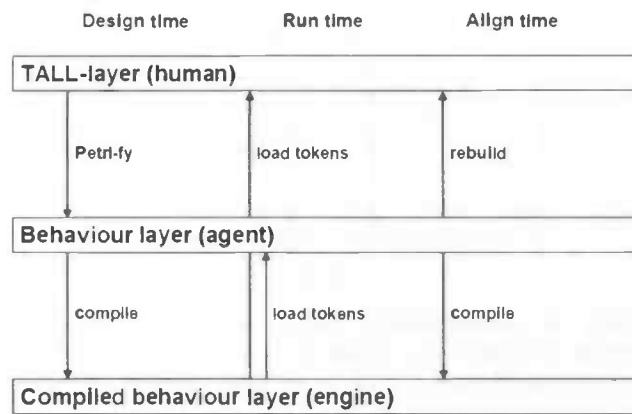 Design time Run time Align time
TALL-layer (human)
Petri-fy load tokens rebuild
Behaviour layer (agent)
compile load tokens compile
Compiled behaviour layer (engine)